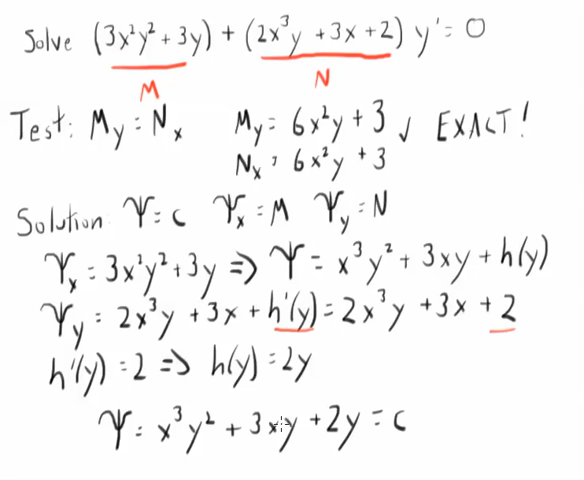 Solve (3x²y² + 3y) + (2x³y + 3x + 2) y' = 0
M N
Test: My = Nx My = 6x²y + 3 ✓ EXACT!
Nx = 6x²y + 3
Solution: Ψ = c Ψx = M Ψy = N
Ψx = 3x²y² + 3y ⇒ Ψ = x³y² + 3xy + h(y)
Ψy = 2x³y + 3x + h'(y) = 2x³y + 3x + 2
h'(y) = 2 ⇒ h(y) = 2y
Ψ = x³y² + 3xy + 2y = c